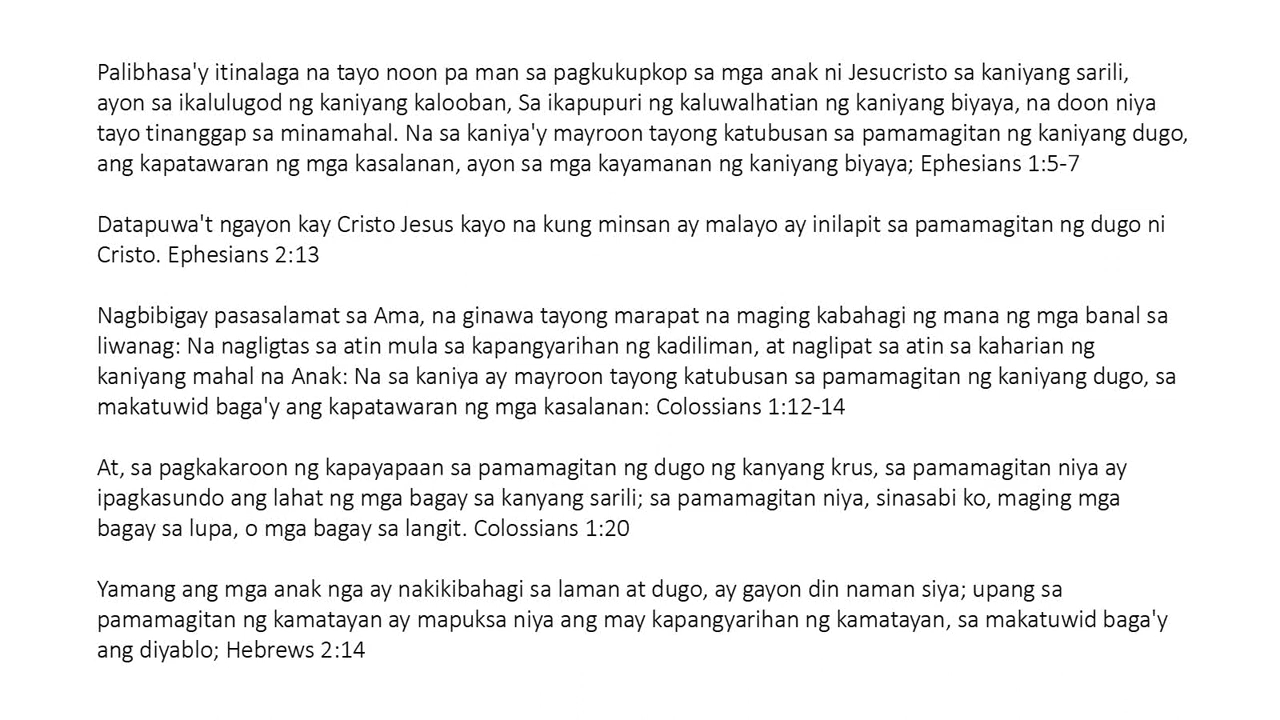 Palibhasa'y itinalaga na tayo noon pa man sa pagkukupkop sa mga anak ni Jesucristo sa kaniyang sarili,
ayon sa ikalulugod ng kaniyang kalooban, Sa ikapupuri ng kaluwalhatian ng kaniyang biyaya, na doon niya
tayo tinanggap sa minamahal. Na sa kaniya'y mayroon tayong katubusan sa pamamagitan ng kaniyang dugo,
ang kapatawaran ng mga kasalanan, ayon sa mga kayamanan ng kaniyang biyaya; Ephesians 1:5-7
Datapuwa't ngayon kay Cristo Jesus kayo na kung minsan ay malayo ay inilapit sa pamamagitan ng dugo ni
Cristo. Ephesians 2:13
Nagbibigay pasasalamat sa Ama, na ginawa tayong marapat na maging kabahagi ng mana ng mga banal sa
liwanag: Na nagligtas sa atin mula sa kapangyarihan ng kadiliman, at naglipat sa atin sa kaharian ng
kaniyang mahal na Anak: Na sa kaniya ay mayroon tayong katubusan sa pamamagitan ng kaniyang dugo, sa
makatuwid baga'y ang kapatawaran ng mga kasalanan: Colossians 1:12-14
At, sa pagkakaroon ng kapayapaan sa pamamagitan ng dugo ng kanyang krus, sa pamamagitan niya ay
ipagkasundo ang lahat ng mga bagay sa kanyang sarili; sa pamamagitan niya, sinasabi ko, maging mga
bagay sa lupa, o mga bagay sa langit. Colossians 1:20
Yamang ang mga anak nga ay nakikibahagi sa laman at dugo, ay gayon din naman siya; upang sa
pamamagitan ng kamatayan ay mapuksa niya ang may kapangyarihan ng kamatayan, sa makatuwid baga'y
ang diyablo; Hebrews 2:14